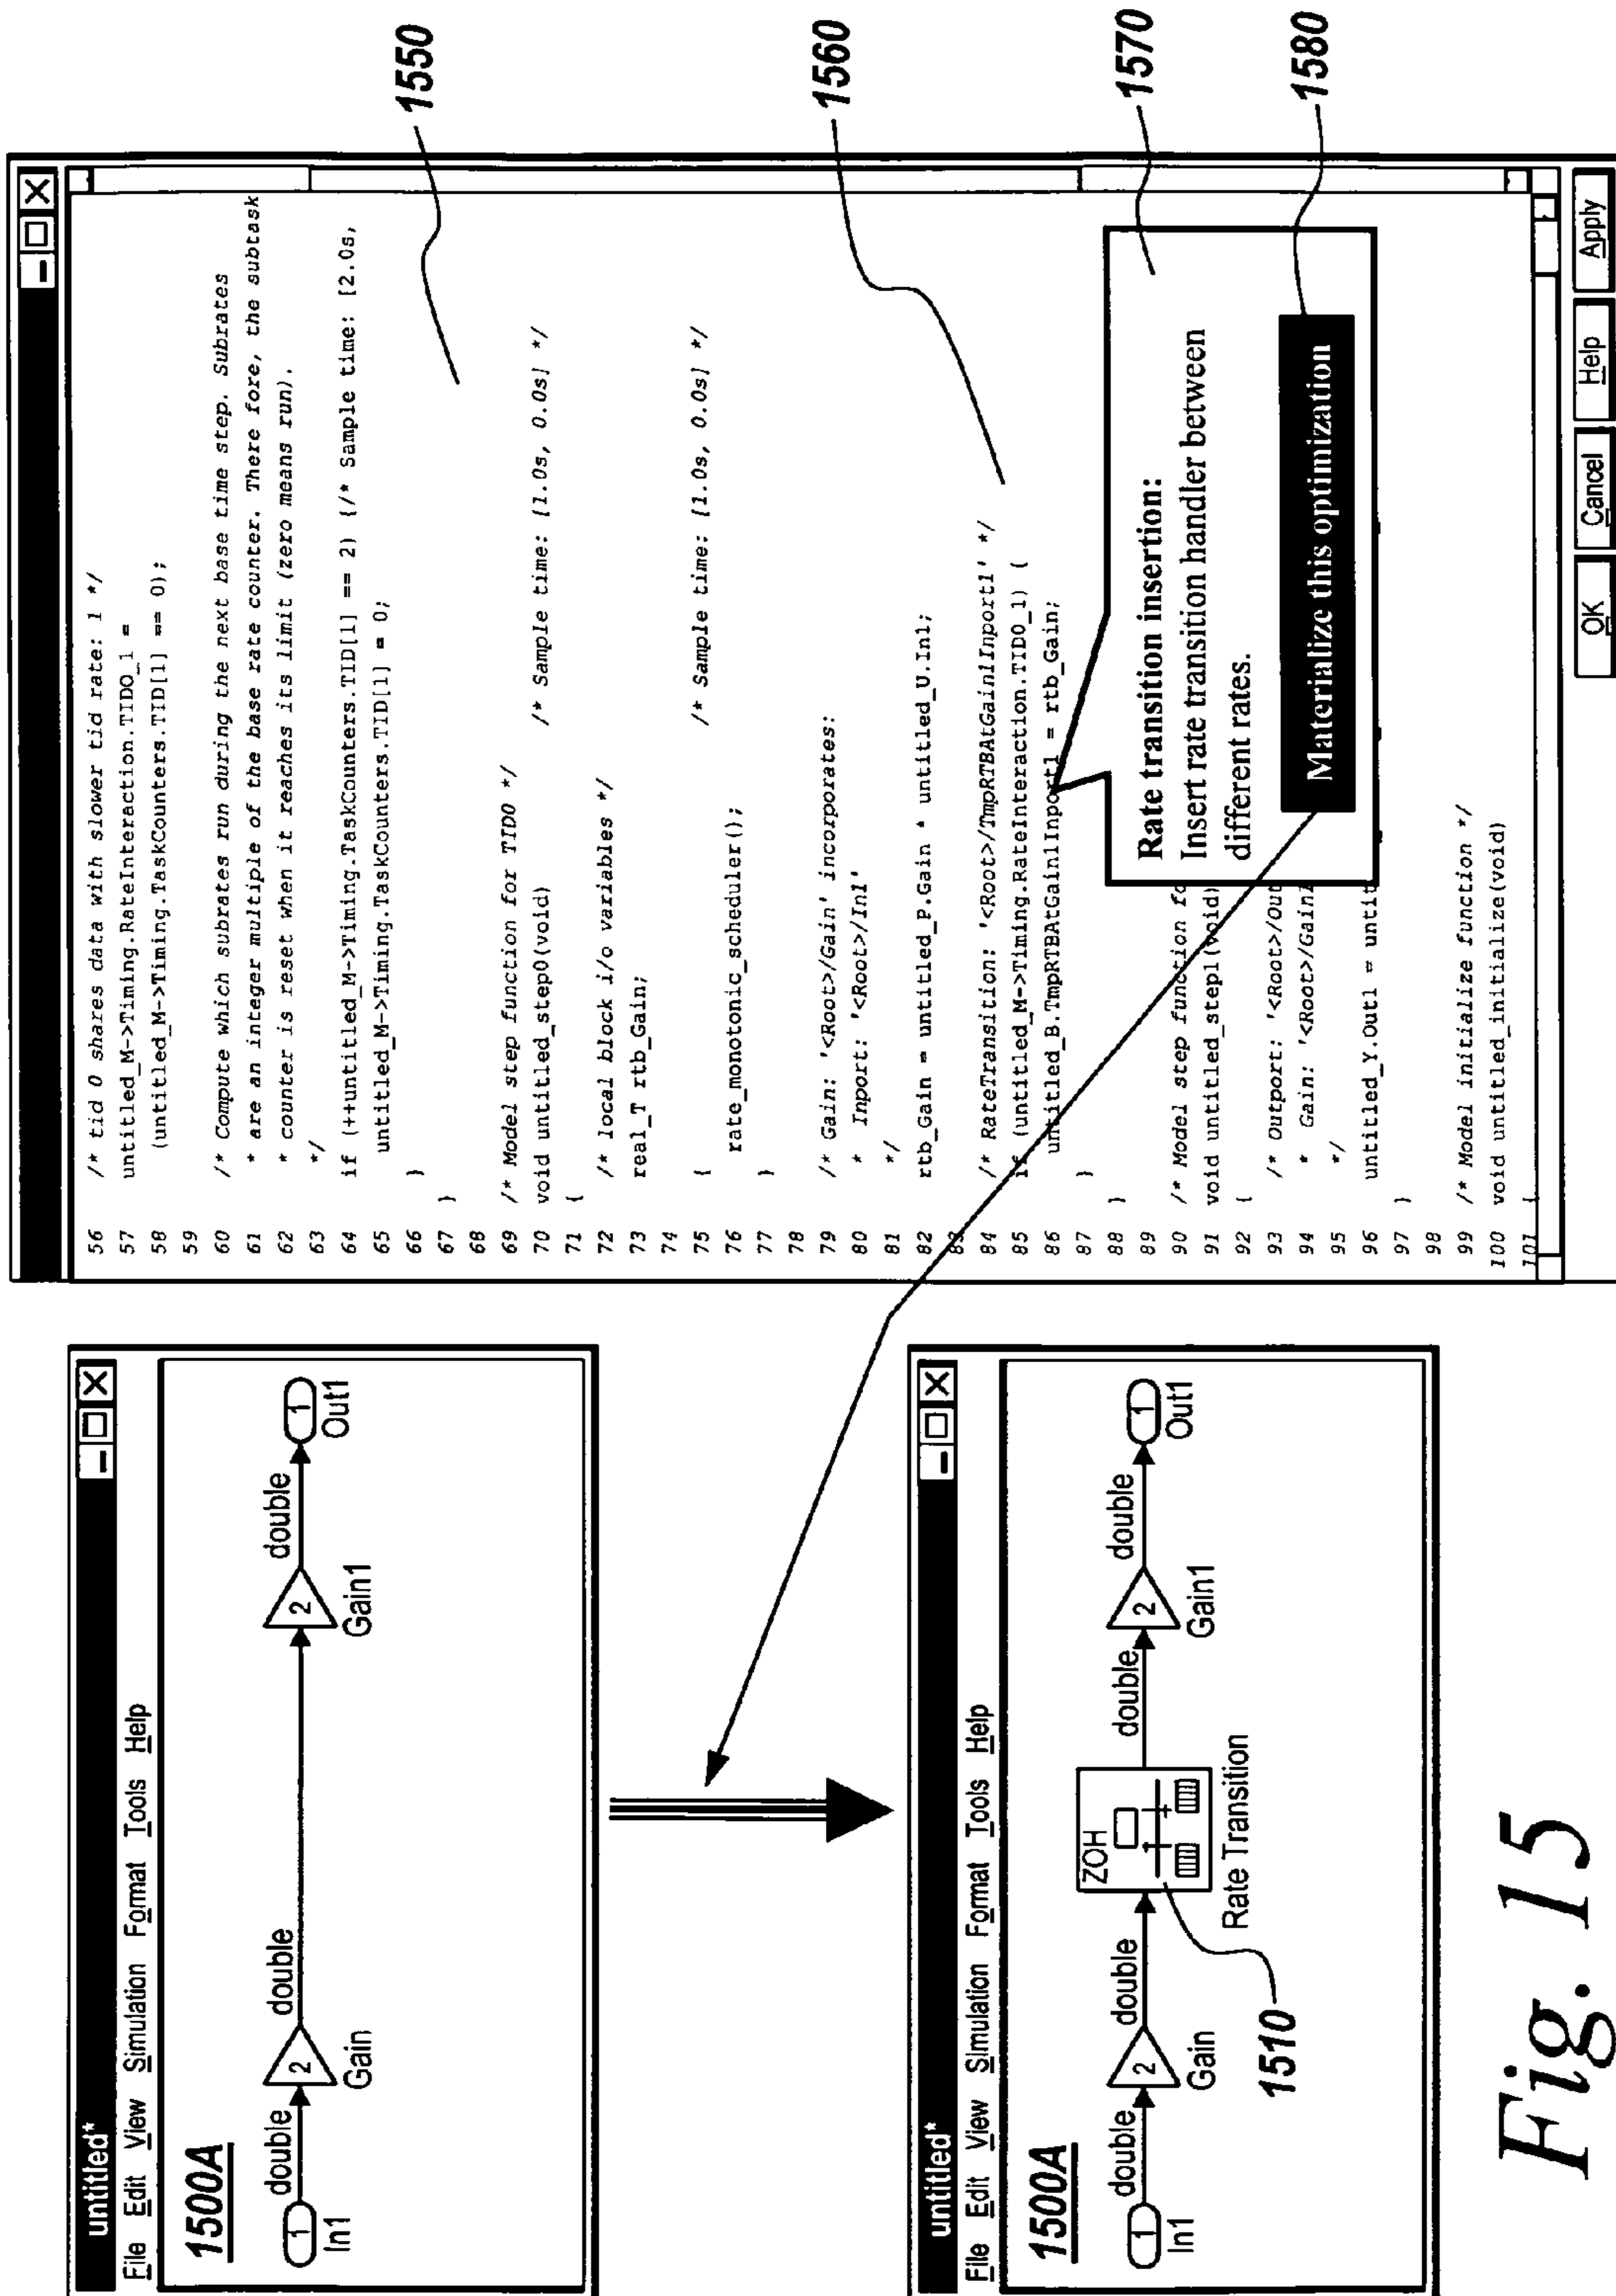 untitled*
File Edit View Simulation Format Tools Help
1500A
double double double
1 2 2 1
In1 Gain Gain1 Out1
untitled*
File Edit View Simulation Format Tools Help
1500A
double double double double
1 2 ZOH 2 1
In1 Gain Rate Transition Gain1 Out1
1510
56 /* tid 0 shares data with slower tid rate: 1 */
57 untitled_M->Timing.RateInteraction.TID0_1 =
58 (untitled_M->Timing.TaskCounters.TID[1] == 0);
59
60 /* Compute which subrates run during the next base time step. Subrates
61 * are an integer multiple of the base rate counter. There fore, the subtask
62 * counter is reset when it reaches its limit (zero means run).
63 */
64 if (++untitled_M->Timing.TaskCounters.TID[1] == 2) {/* Sample time: [2.0s,
65 untitled_M->Timing.TaskCounters.TID[1] = 0;
66 }
67 }
68
69 /* Model step function for TID0 */
70 void untitled_step0(void) /* Sample time: [1.0s, 0.0s] */
71 {
72 /* local block i/o variables */
73 real_T rtb_Gain;
74
75 { /* Sample time: [1.0s, 0.0s] */
76 rate_monotonic_scheduler();
77 }
78
79 /* Gain: '<Root>/Gain' incorporates:
80 * Inport: '<Root>/In1'
81 */
82 rtb_Gain = untitled_P.Gain * untitled_U.In1;
83
84 /* RateTransition: '<Root>/TmpRTBAtGain1Inport1' */
85 if (untitled_M->Timing.RateInteraction.TID0_1) {
86 untitled_B.TmpRTBAtGain1Inport1 = rtb_Gain;
87 }
88 }
89
90 /* Model step function fo
91 void untitled_step1(void)
92 {
93 /* Outport: '<Root>/Out
94 * Gain: '<Root>/Gain1
95 */
96 untitled_Y.Out1 = untit
97 }
98
99 /* Model initialize function */
100 void untitled_initialize(void)
101 {
Rate transition insertion:
Insert rate transition handler between
different rates.
Materialize this optimization
OK Cancel Help Apply
1550
1560
1570
1580
Fig. 15